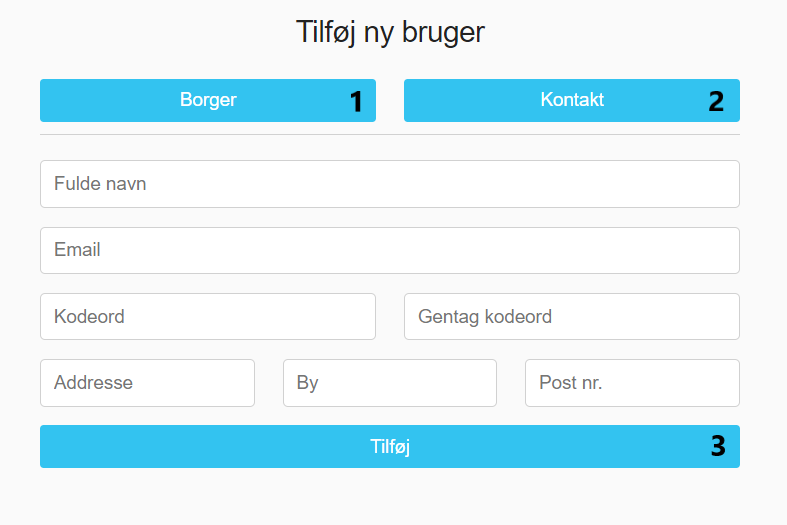 Tilføj ny bruger
Borger 1 Kontakt 2
Fulde navn
Email
Kodeord Gentag kodeord
Addresse By Post nr.
Tilføj 3